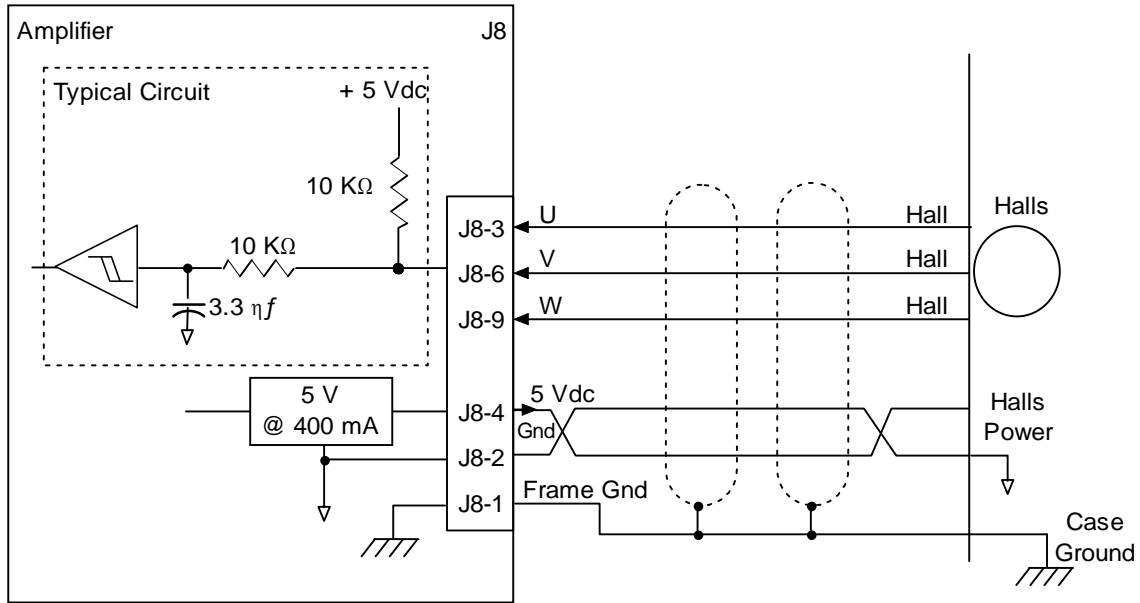 Amplifier
J8
Typical Circuit
+ 5 Vdc
10 KΩ
10 KΩ
3.3 ηf
J8-3
J8-6
J8-9
J8-4
J8-2
J8-1
U
V
W
Hall
Hall
Hall
Halls
5 V
@ 400 mA
5 Vdc
Gnd
Halls
Power
Frame Gnd
Case
Ground